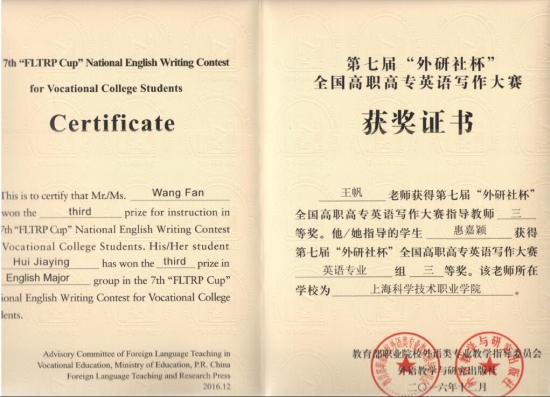 7th “FLTRP Cup” National English Writing Contest
for Vocational College Students
Certificate
This is to certify that Mr./Ms. Wang Fan
won the third prize for instruction in
7th “FLTRP Cup” National English Writing Contest
Vocational College Students. His/Her student
Hui Jiaying has won the third prize in
English Major group in the 7th “FLTRP Cup”
ional English Writing Contest for Vocational College
dents.
Advisory Committee of Foreign Language Teaching in
Vocational Education, Ministry of Education, P.R. China
Foreign Language Teaching and Research Press
2016.12
第七届“外研社杯”
全国高职高专英语写作大赛
获奖证书
王帆 老师获得第七届“外研社杯”
全国高职高专英语写作大赛指导教师 三
等奖。他/她指导的学生 惠嘉颖 获得
第七届“外研社杯”全国高职高专英语写作大赛
英语专业 组 三 等奖。该老师所在
学校为 上海科学技术职业学院 。
教育部职业院校外语类专业教学指导委员会
外语教学与研究出版社
二〇一六年十二月